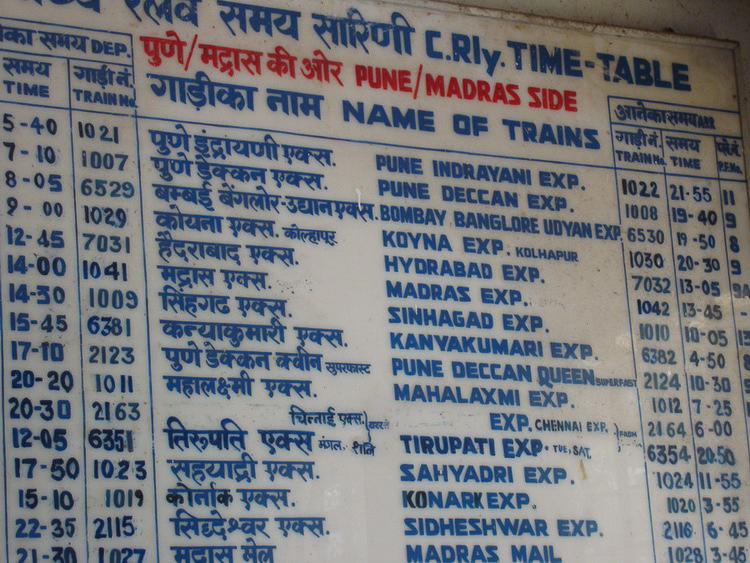 रेलवे समय सारिणी C.Rly. TIME-TABLE
समय DEP. पुणे/मद्रास की ओर PUNE/MADRAS SIDE
समय गाड़ी नं. गाड़ीका नाम NAME OF TRAINS आनेका समय ARR
TIME TRAIN No. गाड़ी नं. समय
TRAIN No. TIME P.F.No.
5-40 1021 पुणे इंद्रायणी एक्स. PUNE INDRAYANI EXP. 1022 21-55 11
7-10 1007 पुणे डेक्कन एक्स. PUNE DECCAN EXP. 1008 19-40 9
8-05 6529 बम्बई बेंगलोर-उद्यान एक्स. BOMBAY BANGLORE UDYAN EXP. 6530 19-50 8
9-00 1029 कोयना एक्स. कोल्हापुर KOYNA EXP. KOLHAPUR 1030 20-30 9
12-45 7031 हैदराबाद एक्स. HYDRABAD EXP. 7032 13-05 9A
14-00 1041 मद्रास एक्स. MADRAS EXP. 1042 13-45 -
14-30 1009 सिंहगढ एक्स. SINHAGAD EXP. 1010 10-05
15-45 6381 कन्याकुमारी एक्स. KANYAKUMARI EXP. 6382 4-50
17-10 2123 पुणे डेक्कन क्वीन सुपरफास्ट PUNE DECCAN QUEEN SUPERFAST 2124 10-30
20-20 1011 महालक्ष्मी एक्स. MAHALAXMI EXP. 1012 7-25
20-30 2163 चिन्नाई एक्स. EXP. CHENNAI EXP. 2164 6-00
12-05 6351 तिरूपति एक्स मंगल. शनि TIRUPATI EXP. TUE, SAT. 6354 20-50
17-50 1023 सहयाद्री एक्स. SAHYADRI EXP. 1024 11-55
15-10 1019 कोर्नाक एक्स. KONARK EXP. 1020 3-55
22-35 2115 सिध्देश्वर एक्स. SIDHESHWAR EXP. 2116 6-45
21-30 1027 मद्रास मेल MADRAS MAIL 1028 3-45